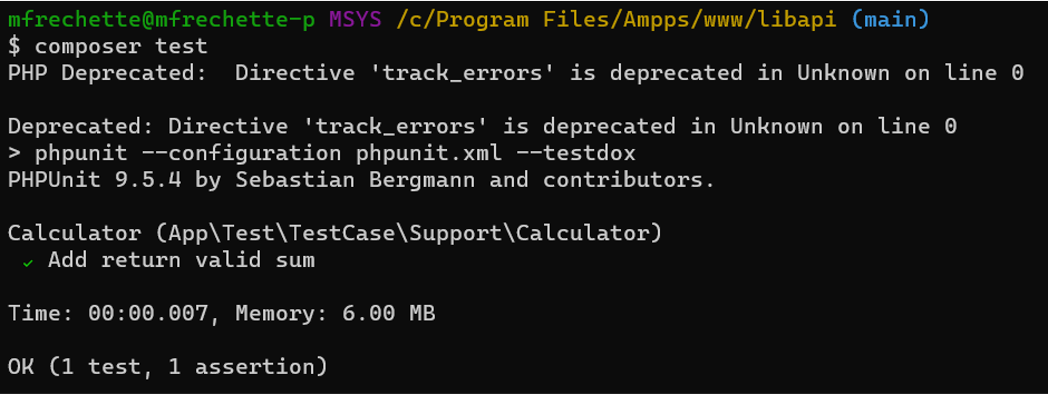 mfrechette@mfrechette-p MSYS /c/Program Files/Ampps/www/libapi (main)
$ composer test
PHP Deprecated:  Directive 'track_errors' is deprecated in Unknown on line 0
Deprecated: Directive 'track_errors' is deprecated in Unknown on line 0
> phpunit --configuration phpunit.xml --testdox
PHPUnit 9.5.4 by Sebastian Bergmann and contributors.
Calculator (App\Test\TestCase\Support\Calculator)
✓ Add return valid sum
Time: 00:00.007, Memory: 6.00 MB
OK (1 test, 1 assertion)